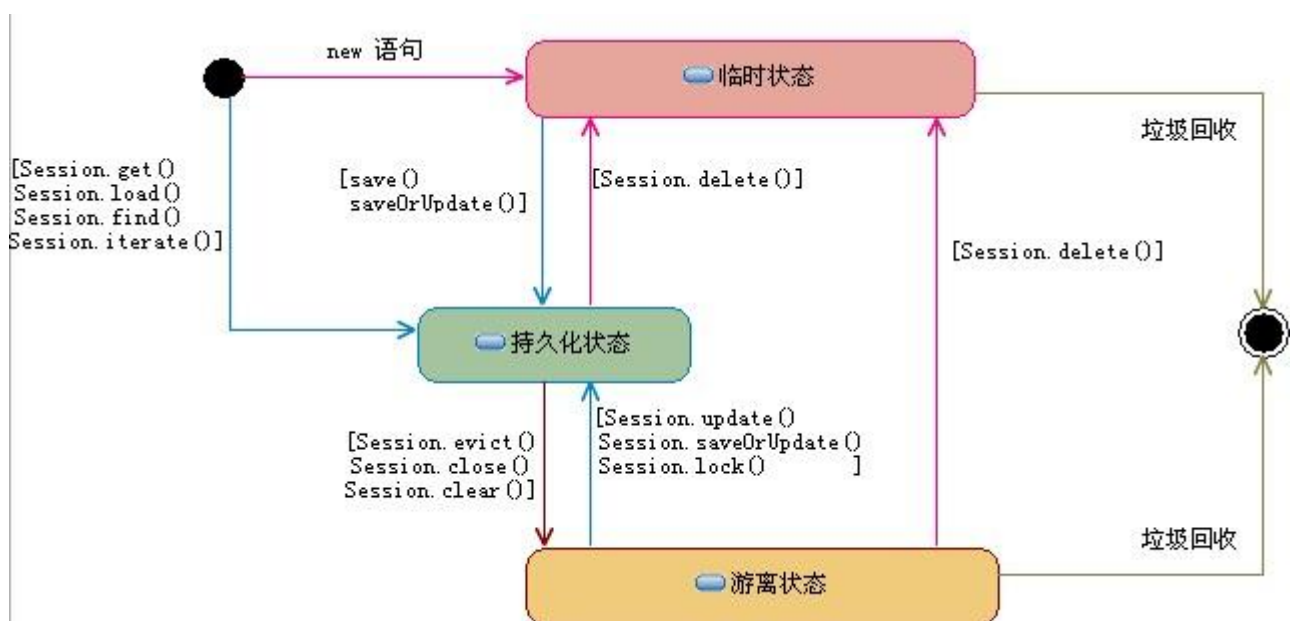 new 语句
临时状态
垃圾回收
[Session.get()
Session.load()
Session.find()
Session.iterate()]
[save()
saveOrUpdate()]
[Session.delete()]
[Session.delete()]
持久化状态
[Session.evict()
Session.close()
Session.clear()]
[Session.update()
Session.saveOrUpdate()
Session.lock() ]
垃圾回收
游离状态